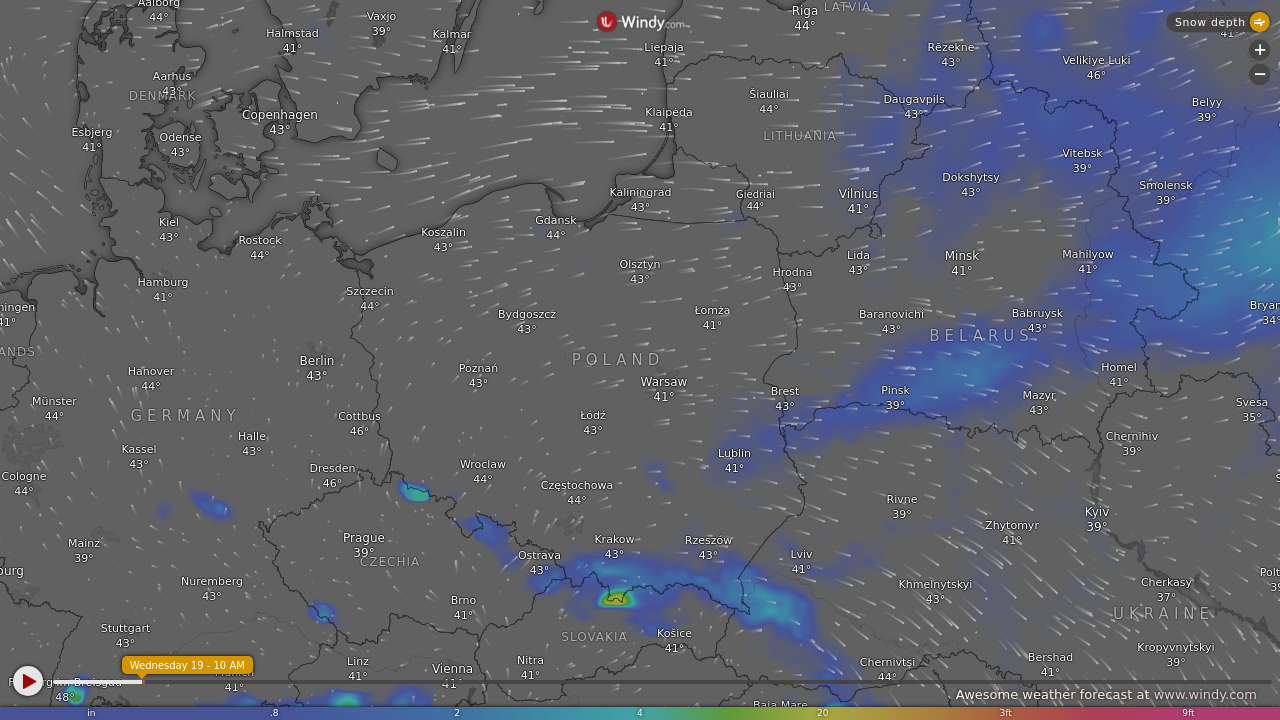 Aalborg
44°
Vaxjo
39°
Riga
44°
LATVIA
Windy.com
Snow depth
Halmstad
41°
Kalmar
41°
41°
Liepaja
41°
Rēzekne
43°
+
Velikiye Luki
46°
−
Aarhus
43°
DENMARK
Šiauliai
44°
Daugavpils
43°
Belyy
39°
Copenhagen
43°
Klaipėda
41°
Esbjerg
41°
Odense
43°
LITHUANIA
Vitebsk
39°
Dokshytsy
43°
Smolensk
39°
Kaliningrad
43°
Giedriai
44°
Vilnius
41°
Kiel
43°
Gdansk
44°
Koszalin
43°
Rostock
44°
Lida
43°
Minsk
41°
Mahilyow
41°
Olsztyn
43°
Hrodna
43°
Hamburg
41°
Szczecin
44°
ningen
41°
Bydgoszcz
43°
Łomża
41°
Baranovichi
43°
Babruysk
43°
Bryan
34°
BELARUS
ANDS
POLAND
Berlin
43°
Hanover
44°
Poznań
43°
Warsaw
41°
Homel
41°
Brest
43°
Pinsk
39°
Mazyr
43°
Münster
44°
Svesa
35°
GERMANY
Cottbus
46°
Łódź
43°
Halle
43°
Chernihiv
39°
Kassel
43°
Lublin
41°
Dresden
46°
Wroclaw
44°
Cologne
44°
Częstochowa
44°
Rivne
39°
Kyiv
39°
Zhytomyr
41°
Mainz
39°
Prague
39°
Krakow
43°
Rzeszow
43°
Lviv
41°
CZECHIA
Ostrava
43°
bourg
Nuremberg
43°
Khmelnytskyi
43°
Cherkasy
37°
Polt
39
Brno
41°
UKRAINE
Stuttgart
43°
SLOVAKIA
Košice
41°
Kropyvnytskyi
39°
Wednesday 19 - 10 AM
Linz
41°
Vienna
41°
Nitra
41°
Chernivtsi
44°
Bershad
41°
48°
41°
Awesome weather forecast at www.windy.com
Baia Mare
in .8 2 4 20 3ft 9ft